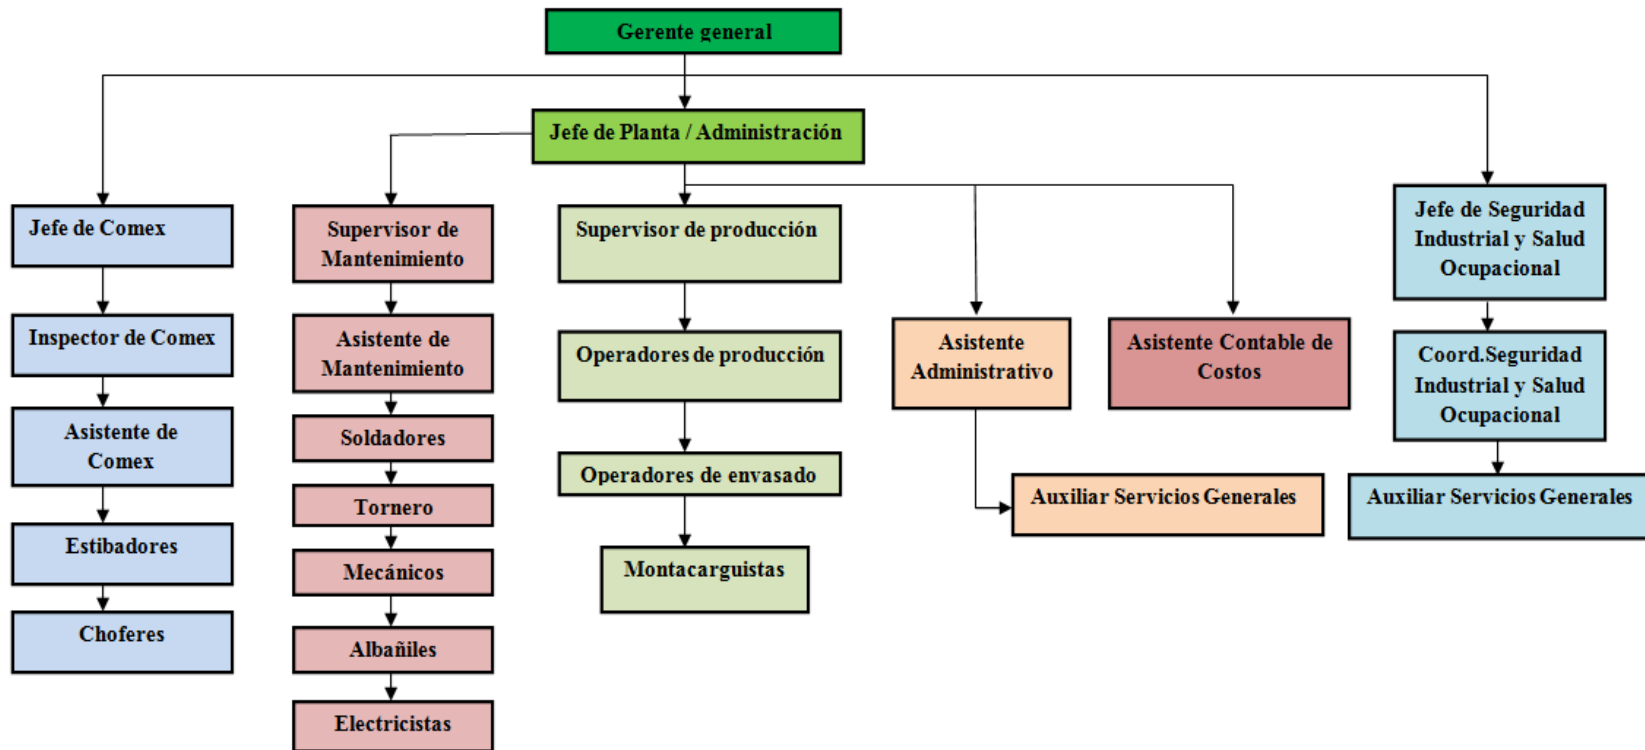 Gerente general
Jefe de Planta / Administración
Jefe de Comex
Inspector de Comex
Asistente de
Comex
Estibadores
Choferes
Supervisor de
Mantenimiento
Asistente de
Mantenimiento
Soldadores
Tornero
Mecánicos
Albañiles
Electricistas
Supervisor de producción
Operadores de producción
Operadores de envasado
Montacarguistas
Asistente
Administrativo
Auxiliar Servicios Generales
Asistente Contable de
Costos
Jefe de Seguridad
Industrial y Salud
Ocupacional
Coord.Seguridad
Industrial y Salud
Ocupacional
Auxiliar Servicios Generales